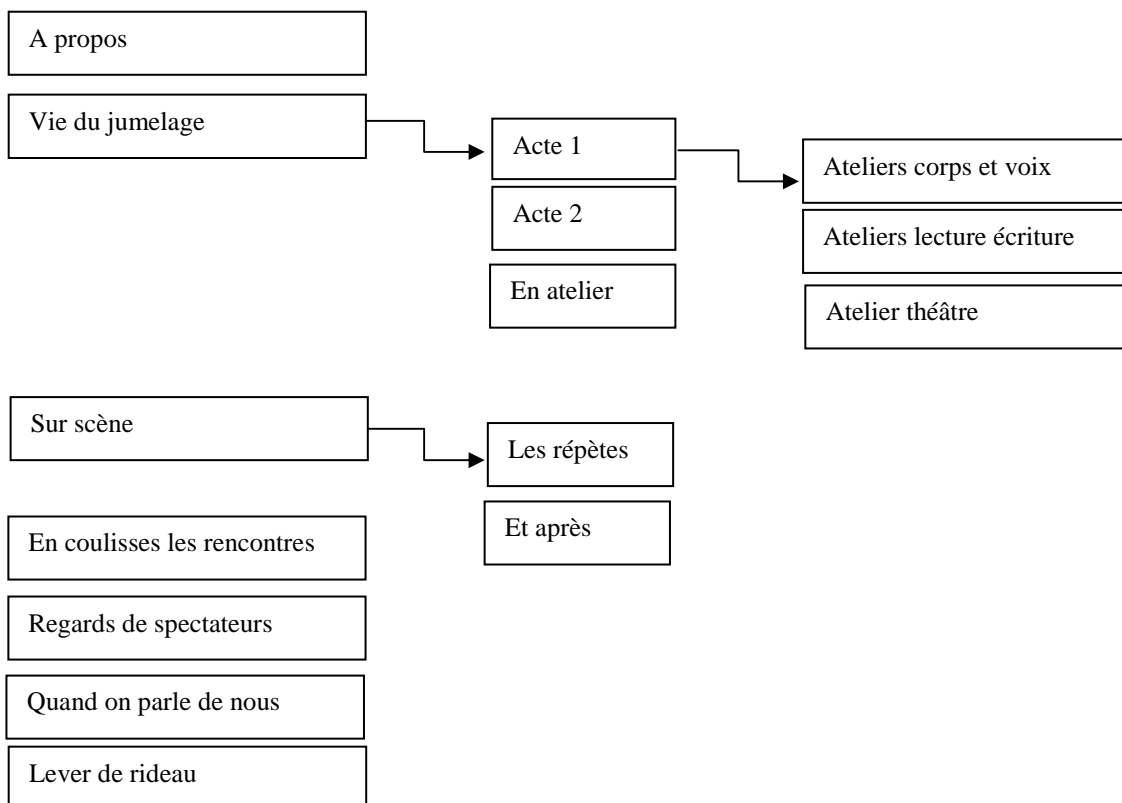 A propos
Vie du jumelage
Acte 1
Ateliers corps et voix
Acte 2
Ateliers lecture écriture
En atelier
Atelier théâtre
Sur scène
Les répètes
Et après
En coulisses les rencontres
Regards de spectateurs
Quand on parle de nous
Lever de rideau